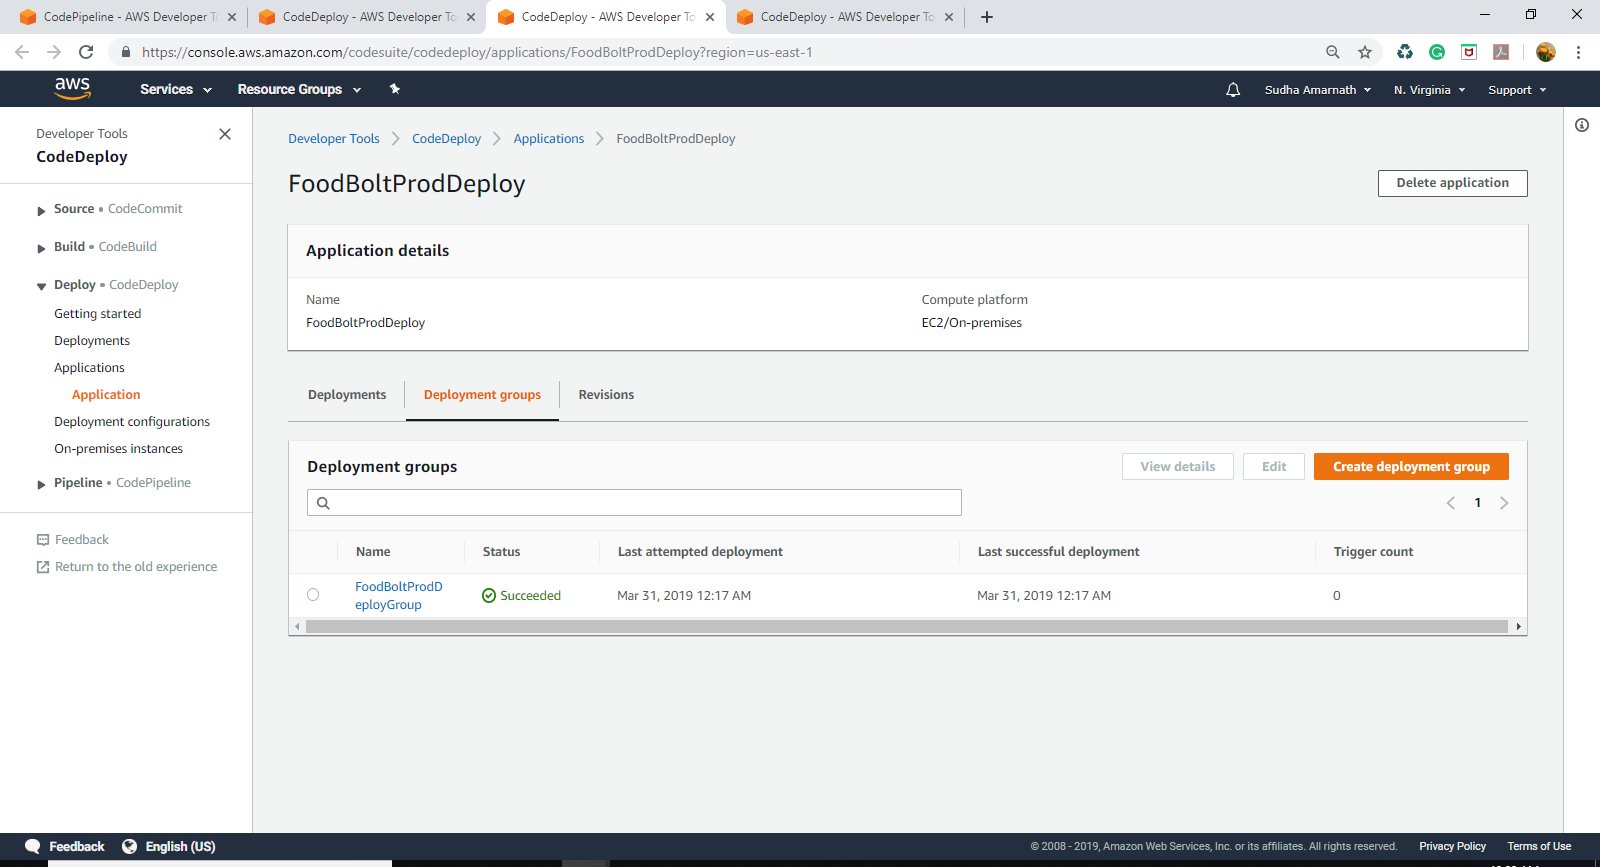 CodePipeline - AWS Developer To
CodeDeploy - AWS Developer To
CodeDeploy - AWS Developer To
CodeDeploy - AWS Developer To
https://console.aws.amazon.com/codesuite/codedeploy/applications/FoodBoltProdDeploy?region=us-east-1
aws
Services
Resource Groups
Sudha Amarnath
N. Virginia
Support
Developer Tools
CodeDeploy
Source • CodeCommit
Build • CodeBuild
Deploy • CodeDeploy
Getting started
Deployments
Applications
Application
Deployment configurations
On-premises instances
Pipeline • CodePipeline
Feedback
Return to the old experience
Developer Tools > CodeDeploy > Applications > FoodBoltProdDeploy
FoodBoltProdDeploy
Delete application
Application details
Name
FoodBoltProdDeploy
Compute platform
EC2/On-premises
Deployments
Deployment groups
Revisions
Deployment groups
View details
Edit
Create deployment group
1
Name
Status
Last attempted deployment
Last successful deployment
Trigger count
FoodBoltProdD
eployGroup
Succeeded
Mar 31, 2019 12:17 AM
Mar 31, 2019 12:17 AM
0
Feedback
English (US)
© 2008 - 2019, Amazon Web Services, Inc. or its affiliates. All rights reserved.
Privacy Policy
Terms of Use